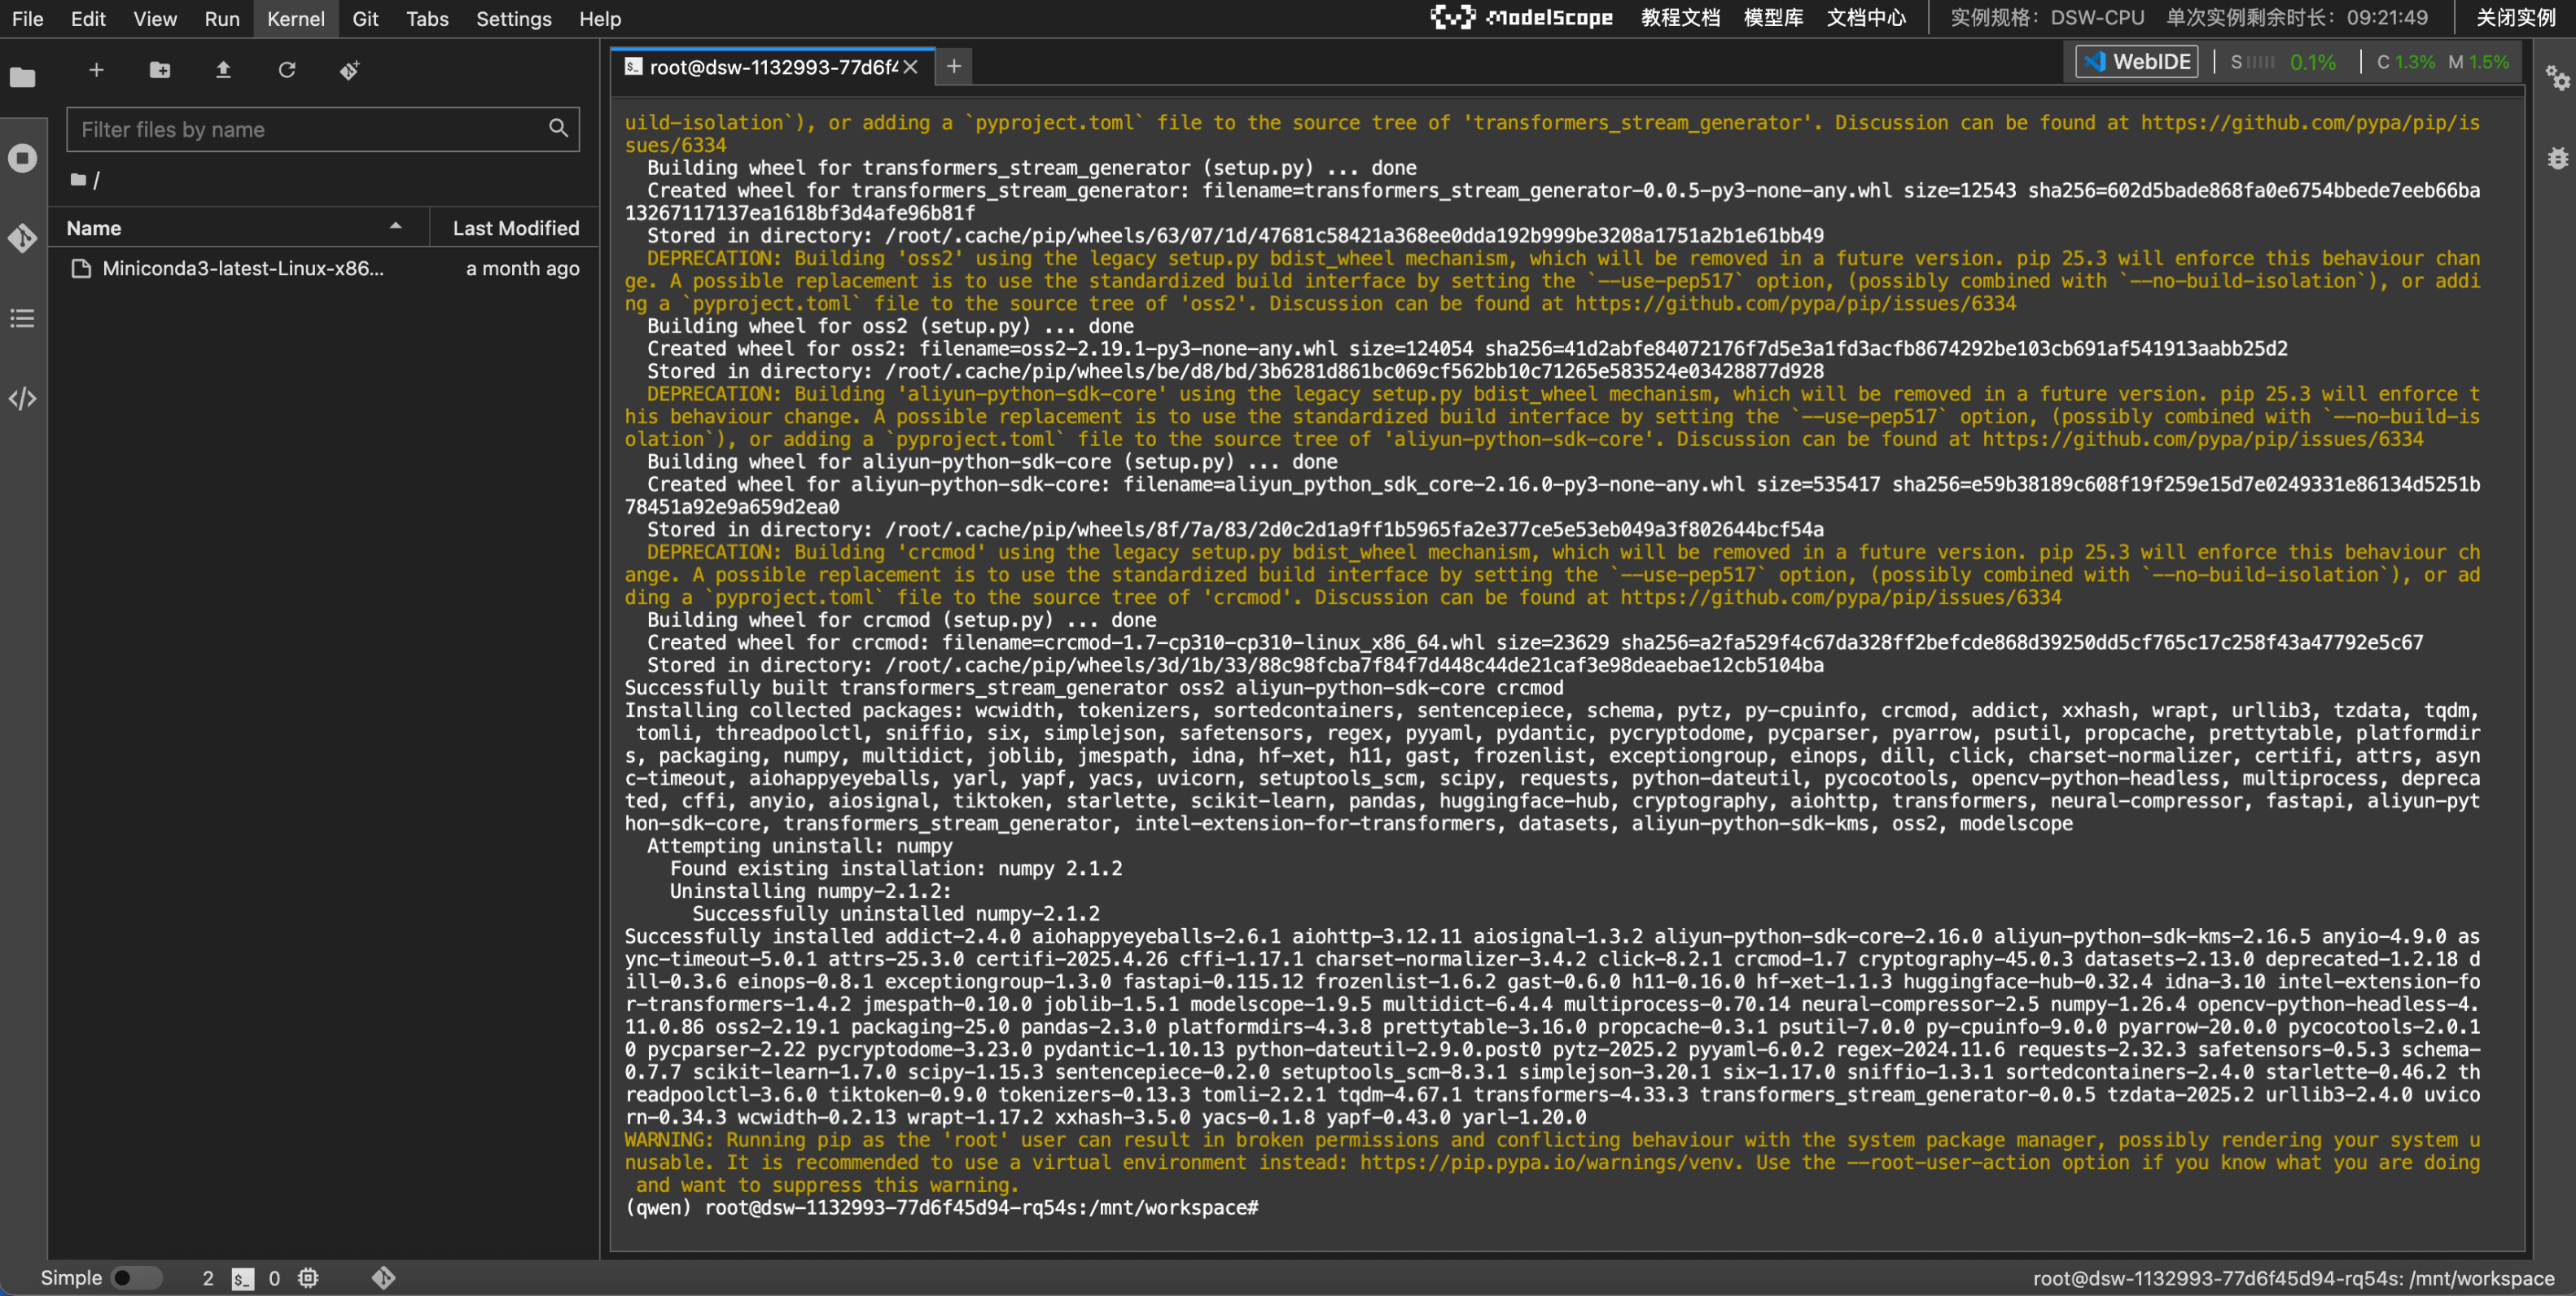 File Edit View Run Kernel Git Tabs Settings Help
ModelScope 教程文档 模型库 文档中心 实例规格：DSW-CPU 单次实例剩余时长：09:21:49 关闭实例
root@dsw-1132993-77d6f4
WebIDE S 0.1% C 1.3% M 1.5%
Filter files by name
/
Name Last Modified
Miniconda3-latest-Linux-x86... a month ago
uild-isolation`), or adding a `pyproject.toml` file to the source tree of 'transformers_stream_generator'. Discussion can be found at https://github.com/pypa/pip/is
sues/6334
Building wheel for transformers_stream_generator (setup.py) ... done
Created wheel for transformers_stream_generator: filename=transformers_stream_generator-0.0.5-py3-none-any.whl size=12543 sha256=602d5bade868fa0e6754bbede7eeb66ba
13267117137ea1618bf3d4afe96b81f
Stored in directory: /root/.cache/pip/wheels/63/07/1d/47681c58421a368ee0dda192b999be3208a1751a2b1e61bb49
DEPRECATION: Building 'oss2' using the legacy setup.py bdist_wheel mechanism, which will be removed in a future version. pip 25.3 will enforce this behaviour chan
ge. A possible replacement is to use the standardized build interface by setting the `--use-pep517` option, (possibly combined with `--no-build-isolation`), or addi
ng a `pyproject.toml` file to the source tree of 'oss2'. Discussion can be found at https://github.com/pypa/pip/issues/6334
Building wheel for oss2 (setup.py) ... done
Created wheel for oss2: filename=oss2-2.19.1-py3-none-any.whl size=124054 sha256=41d2abfe84072176f7d5e3a1fd3acfb8674292be103cb691af541913aabb25d2
Stored in directory: /root/.cache/pip/wheels/be/d8/bd/3b6281d861bc069cf562bb10c71265e583524e03428877d928
DEPRECATION: Building 'aliyun-python-sdk-core' using the legacy setup.py bdist_wheel mechanism, which will be removed in a future version. pip 25.3 will enforce t
his behaviour change. A possible replacement is to use the standardized build interface by setting the `--use-pep517` option, (possibly combined with `--no-build-is
olation`), or adding a `pyproject.toml` file to the source tree of 'aliyun-python-sdk-core'. Discussion can be found at https://github.com/pypa/pip/issues/6334
Building wheel for aliyun-python-sdk-core (setup.py) ... done
Created wheel for aliyun-python-sdk-core: filename=aliyun_python_sdk_core-2.16.0-py3-none-any.whl size=535417 sha256=e59b38189c608f19f259e15d7e0249331e86134d5251b
78451a92e9a659d2ea0
Stored in directory: /root/.cache/pip/wheels/8f/7a/83/2d0c2d1a9ff1b5965fa2e377ce5e53eb049a3f802644bcf54a
DEPRECATION: Building 'crcmod' using the legacy setup.py bdist_wheel mechanism, which will be removed in a future version. pip 25.3 will enforce this behaviour ch
ange. A possible replacement is to use the standardized build interface by setting the `--use-pep517` option, (possibly combined with `--no-build-isolation`), or ad
ding a `pyproject.toml` file to the source tree of 'crcmod'. Discussion can be found at https://github.com/pypa/pip/issues/6334
Building wheel for crcmod (setup.py) ... done
Created wheel for crcmod: filename=crcmod-1.7-cp310-cp310-linux_x86_64.whl size=23629 sha256=a2fa529f4c67da328ff2befcde868d39250dd5cf765c17c258f43a47792e5c67
Stored in directory: /root/.cache/pip/wheels/3d/1b/33/88c98fcba7f84f7d448c44de21caf3e98deaebae12cb5104ba
Successfully built transformers_stream_generator oss2 aliyun-python-sdk-core crcmod
Installing collected packages: wcwidth, tokenizers, sortedcontainers, sentencepiece, schema, pytz, py-cpuinfo, crcmod, addict, xxhash, wrapt, urllib3, tzdata, tqdm,
tomli, threadpoolctl, sniffio, six, simplejson, safetensors, regex, pyyaml, pydantic, pycryptodome, pycparser, pyarrow, psutil, propcache, prettytable, platformdir
s, packaging, numpy, multidict, joblib, jmespath, idna, hf-xet, h11, gast, frozenlist, exceptiongroup, einops, dill, click, charset-normalizer, certifi, attrs, asyn
c-timeout, aiohappyeyeballs, yarl, yapf, yacs, uvicorn, setuptools_scm, scipy, requests, python-dateutil, pycocotools, opencv-python-headless, multiprocess, depreca
ted, cffi, anyio, aiosignal, tiktoken, starlette, scikit-learn, pandas, huggingface-hub, cryptography, aiohttp, transformers, neural-compressor, fastapi, aliyun-pyt
hon-sdk-core, transformers_stream_generator, intel-extension-for-transformers, datasets, aliyun-python-sdk-kms, oss2, modelscope
Attempting uninstall: numpy
Found existing installation: numpy 2.1.2
Uninstalling numpy-2.1.2:
Successfully uninstalled numpy-2.1.2
Successfully installed addict-2.4.0 aiohappyeyeballs-2.6.1 aiohttp-3.12.11 aiosignal-1.3.2 aliyun-python-sdk-core-2.16.0 aliyun-python-sdk-kms-2.16.5 anyio-4.9.0 as
ync-timeout-5.0.1 attrs-25.3.0 certifi-2025.4.26 cffi-1.17.1 charset-normalizer-3.4.2 click-8.2.1 crcmod-1.7 cryptography-45.0.3 datasets-2.13.0 deprecated-1.2.18 d
ill-0.3.6 einops-0.8.1 exceptiongroup-1.3.0 fastapi-0.115.12 frozenlist-1.6.2 gast-0.6.0 h11-0.16.0 hf-xet-1.1.3 huggingface-hub-0.32.4 idna-3.10 intel-extension-fo
r-transformers-1.4.2 jmespath-0.10.0 joblib-1.5.1 modelscope-1.9.5 multidict-6.4.4 multiprocess-0.70.14 neural-compressor-2.5 numpy-1.26.4 opencv-python-headless-4.
11.0.86 oss2-2.19.1 packaging-25.0 pandas-2.3.0 platformdirs-4.3.8 prettytable-3.16.0 propcache-0.3.1 psutil-7.0.0 py-cpuinfo-9.0.0 pyarrow-20.0.0 pycocotools-2.0.1
0 pycparser-2.22 pycryptodome-3.23.0 pydantic-1.10.13 python-dateutil-2.9.0.post0 pytz-2025.2 pyyaml-6.0.2 regex-2024.11.6 requests-2.32.3 safetensors-0.5.3 schema-
0.7.7 scikit-learn-1.7.0 scipy-1.15.3 sentencepiece-0.2.0 setuptools_scm-8.3.1 simplejson-3.20.1 six-1.17.0 sniffio-1.3.1 sortedcontainers-2.4.0 starlette-0.46.2 th
readpoolctl-3.6.0 tiktoken-0.9.0 tokenizers-0.13.3 tomli-2.2.1 tqdm-4.67.1 transformers-4.33.3 transformers_stream_generator-0.0.5 tzdata-2025.2 urllib3-2.4.0 uvico
rn-0.34.3 wcwidth-0.2.13 wrapt-1.17.2 xxhash-3.5.0 yacs-0.1.8 yapf-0.43.0 yarl-1.20.0
WARNING: Running pip as the 'root' user can result in broken permissions and conflicting behaviour with the system package manager, possibly rendering your system u
nusable. It is recommended to use a virtual environment instead: https://pip.pypa.io/warnings/venv. Use the --root-user-action option if you know what you are doing
and want to suppress this warning.
(qwen) root@dsw-1132993-77d6f45d94-rq54s:/mnt/workspace#
Simple 2 0 root@dsw-1132993-77d6f45d94-rq54s: /mnt/workspace